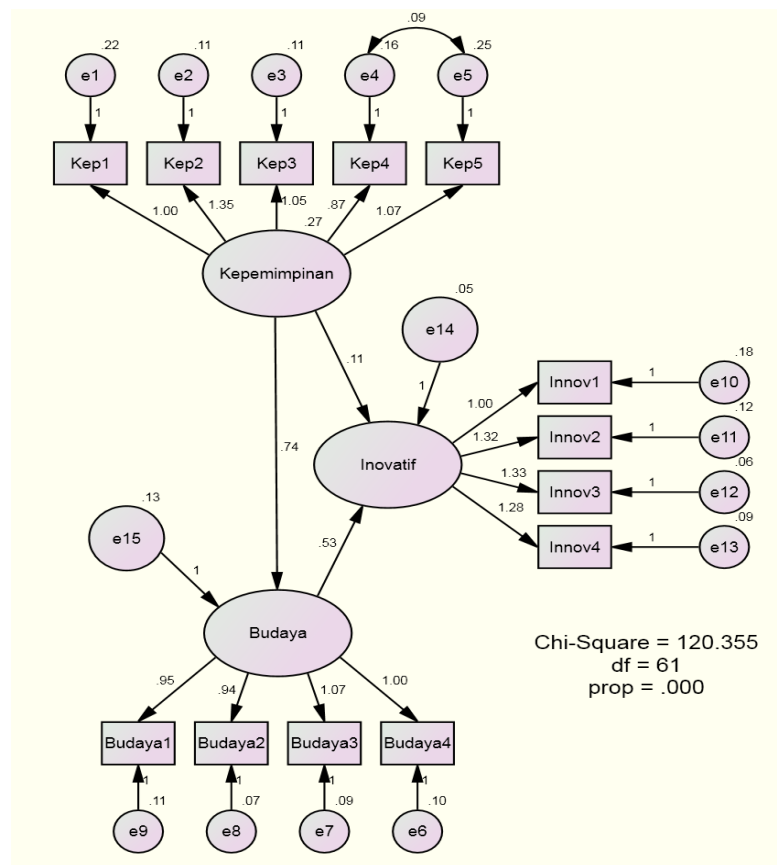 .09
.22 .11 .11 .16 .25
e1 e2 e3 e4 e5
1 1 1 1 1
Kep1 Kep2 Kep3 Kep4 Kep5
1.00 1.35 1.05 .87 1.07
.27
Kepemimpinan
.05
e14
.11
1
.18
Innov1 1 e10
1.00
.12
Innov2 1 e11
1.32
.74
Inovatif
.06
1.33
Innov3 1 e12
.09
1.28
Innov4 1 e13
.13
e15
.53
1
Budaya
Chi-Square = 120.355
df = 61
prop = .000
.95 .94 1.07 1.00
Budaya1 Budaya2 Budaya3 Budaya4
1 1 1 1
.11 .07 .09 .10
e9 e8 e7 e6